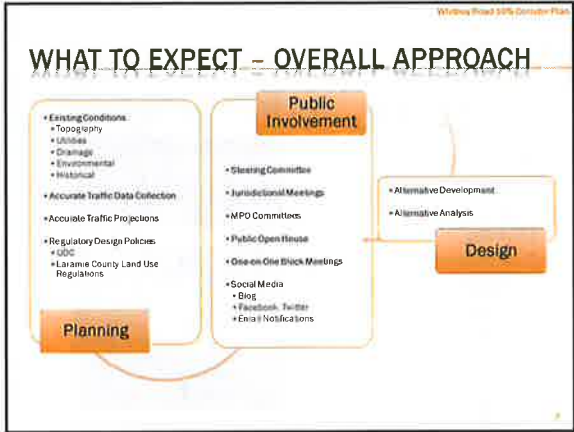 Whitney Road 10% Corridor Plan
WHAT TO EXPECT – OVERALL APPROACH
• Existing Conditions
• Topography
• Utilities
• Drainage
• Environmental
• Historical
• Accurate Traffic Data Collection
• Accurate Traffic Projections
• Regulatory Design Policies
• UDC
• Laramie County Land Use
Regulations
Planning
Public
Involvement
• Steering Committee
• Jurisdictional Meetings
• MPO Committees
• Public Open House
• One-on-One Block Meetings
• Social Media
• Blog
• Facebook, Twitter
• Email Notifications
• Alternative Development
• Alternative Analysis
Design